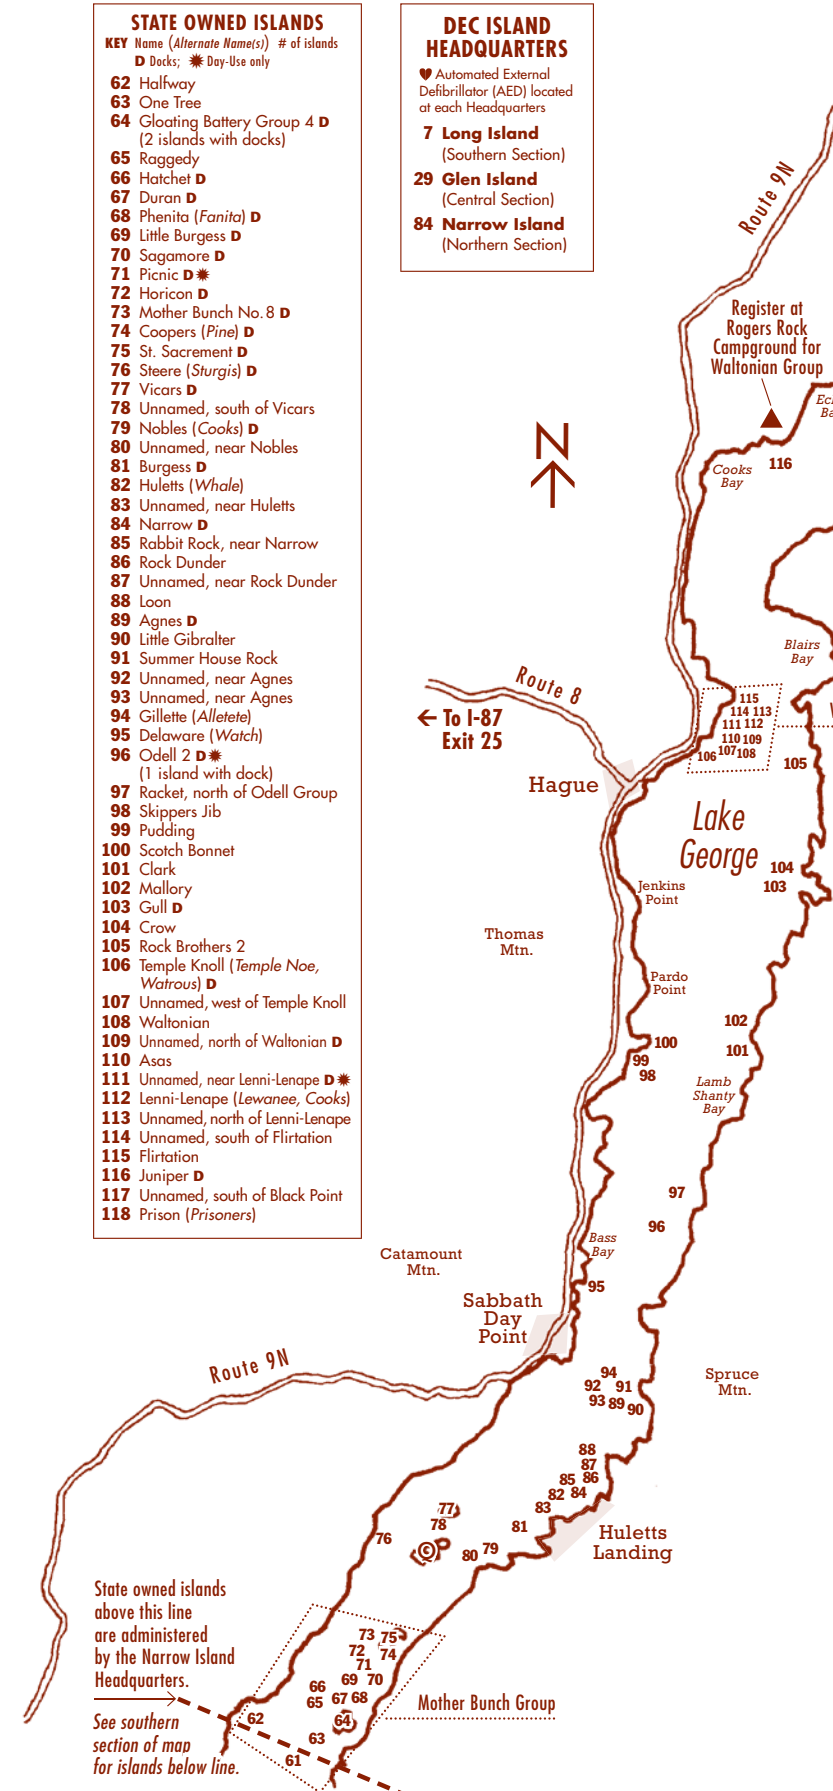 STATE OWNED ISLANDS
KEY Name (Alternate Name(s)) # of islands
D Docks; ✹ Day-Use only
62 Halfway
63 One Tree
64 Gloating Battery Group 4 D
(2 islands with docks)
65 Raggedy
66 Hatchet D
67 Duran D
68 Phenita (Fanita) D
69 Little Burgess D
70 Sagamore D
71 Picnic D ✹
72 Horicon D
73 Mother Bunch No. 8 D
74 Coopers (Pine) D
75 St. Sacrement D
76 Steere (Sturgis) D
77 Vicars D
78 Unnamed, south of Vicars
79 Nobles (Cooks) D
80 Unnamed, near Nobles
81 Burgess D
82 Huletts (Whale)
83 Unnamed, near Huletts
84 Narrow D
85 Rabbit Rock, near Narrow
86 Rock Dunder
87 Unnamed, near Rock Dunder
88 Loon
89 Agnes D
90 Little Gibralter
91 Summer House Rock
92 Unnamed, near Agnes
93 Unnamed, near Agnes
94 Gillette (Alletete)
95 Delaware (Watch)
96 Odell 2 D ✹
(1 island with dock)
97 Racket, north of Odell Group
98 Skippers Jib
99 Pudding
100 Scotch Bonnet
101 Clark
102 Mallory
103 Gull D
104 Crow
105 Rock Brothers 2
106 Temple Knoll (Temple Noe,
Watrous) D
107 Unnamed, west of Temple Knoll
108 Waltonian
109 Unnamed, north of Waltonian D
110 Asas
111 Unnamed, near Lenni-Lenape D ✹
112 Lenni-Lenape (Lewanee, Cooks)
113 Unnamed, north of Lenni-Lenape
114 Unnamed, south of Flirtation
115 Flirtation
116 Juniper D
117 Unnamed, south of Black Point
118 Prison (Prisoners)
DEC ISLAND
HEADQUARTERS
Automated External
Defibrillator (AED) located
at each Headquarters
7 Long Island
(Southern Section)
29 Glen Island
(Central Section)
84 Narrow Island
(Northern Section)
Route 9N
Register at
Rogers Rock
Campground for
Waltonian Group
N
Cooks
Bay
116
Blairs
Bay
Route 8
← To I-87
Exit 25
115
114 113
111 112
110 109
106 107 108
105
Hague
Lake
George
104
103
Jenkins
Point
Thomas
Mtn.
Pardo
Point
102
100
101
99
98
Lamb
Shanty
Bay
97
96
Bass
Bay
Catamount
Mtn.
95
Sabbath
Day
Point
Route 9N
94
92 91
93 89 90
Spruce
Mtn.
88
87
85 86
82 84
83
81
77
78
76
©
80 79
Huletts
Landing
State owned islands
above this line
are administered
by the Narrow Island
Headquarters.
See southern
section of map
for islands below line.
73 75
72 74
71
69 70
66
65 67 68
64
62
63
61
Mother Bunch Group